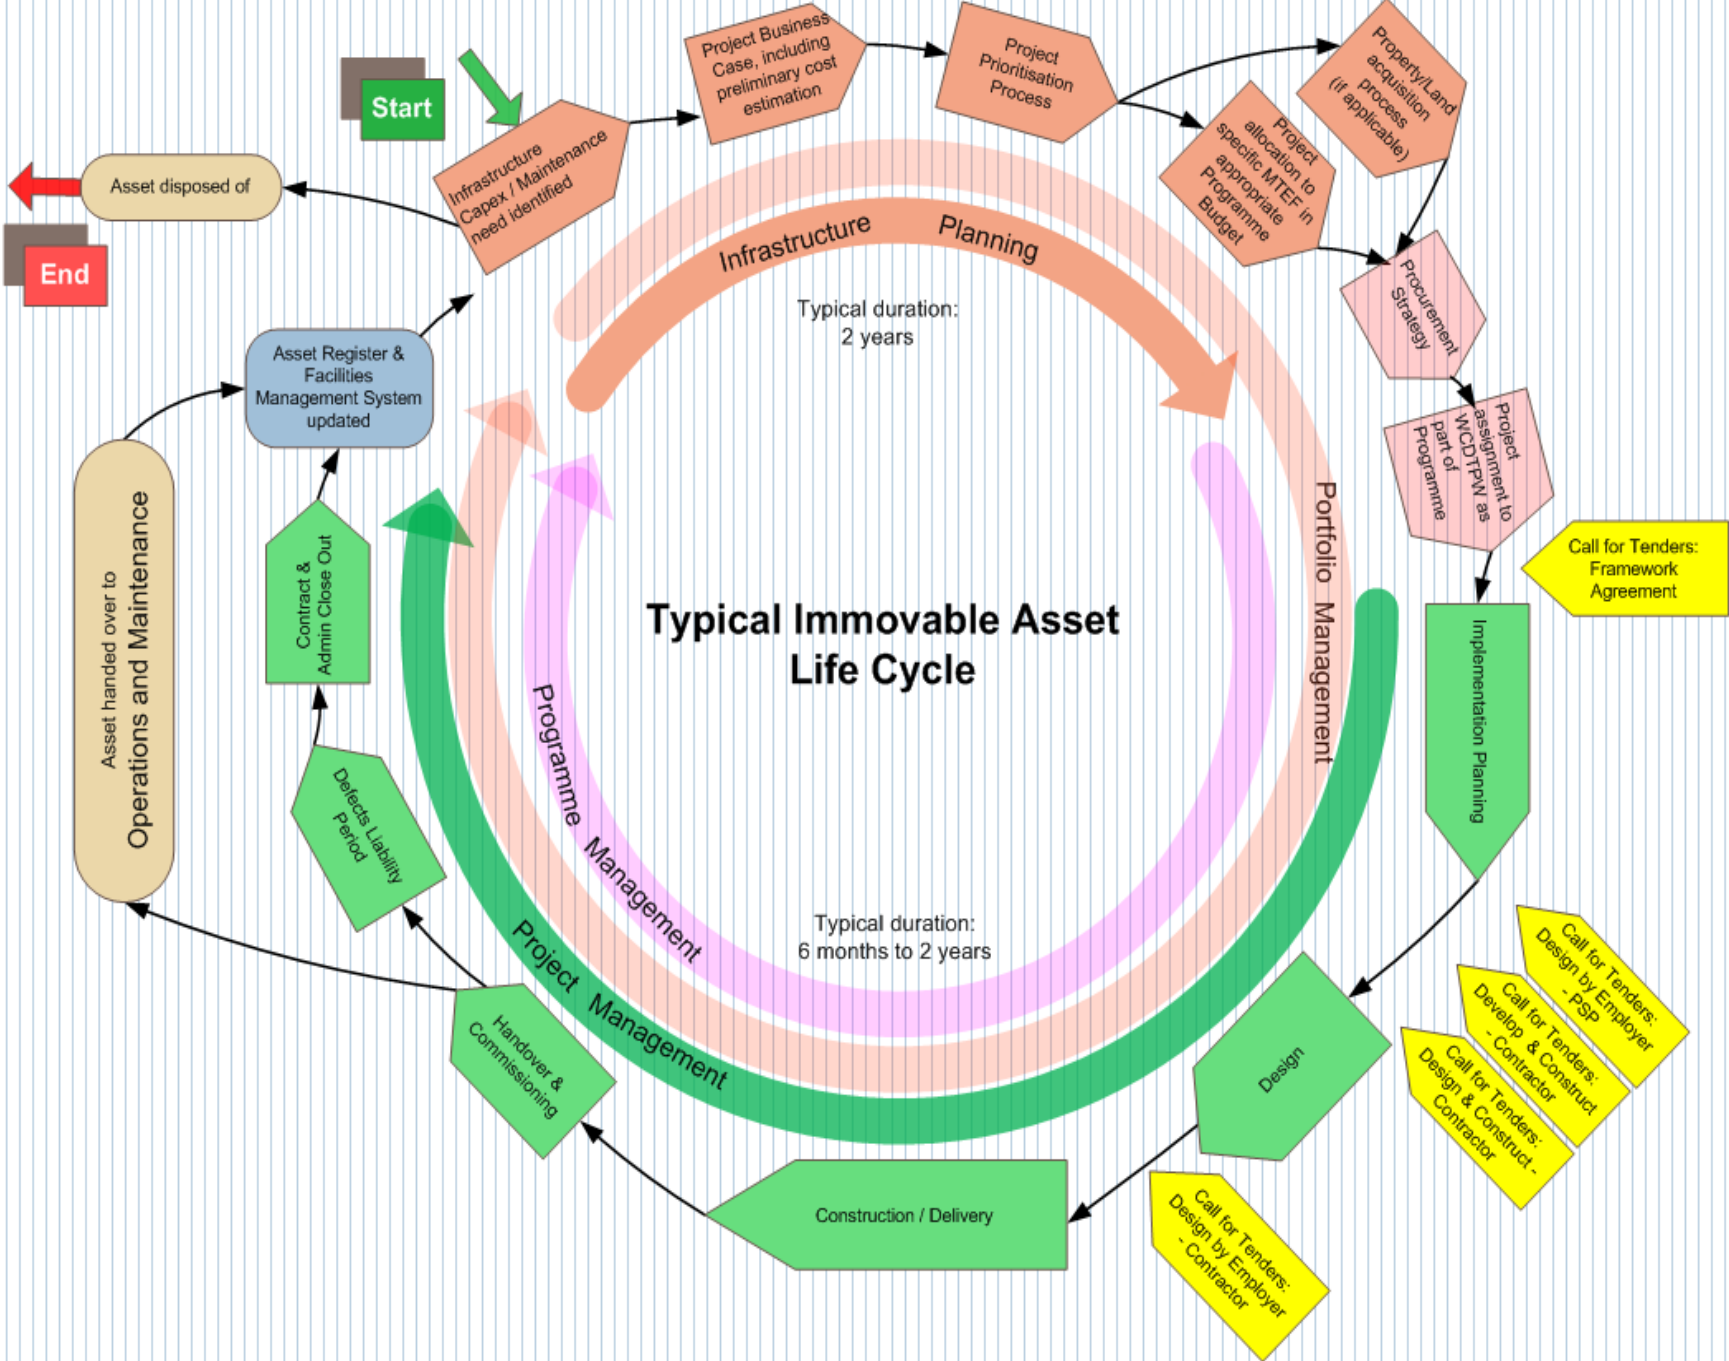 Start
Infrastructure
Capex / Maintenance
need identified
Project Business
Case, including
preliminary cost
estimation
Project
Prioritisation
Process
Property/Land
acquisition
process
(if applicable)
Project
allocation to
specific MTEF in
appropriate
Programme
Budget
Procurement
Strategy
Project
assignment to
WCDTPW as
part of
Programme
Call for Tenders:
Framework
Agreement
Implementation Planning
Call for Tenders:
Design by Employer
- PSP
Call for Tenders:
Develop & Construct
- Contractor
Call for Tenders:
Design & Construct -
Contractor
Design
Call for Tenders:
Design by Employer
- Contractor
Construction / Delivery
Handover &
Commissioning
Defects Liability
Period
Contract &
Admin Close Out
Asset handed over to
Operations and Maintenance
Asset Register &
Facilities
Management System
updated
Asset disposed of
End
Infrastructure Planning
Typical duration:
2 years
Portfolio Management
Typical Immovable Asset
Life Cycle
Programme Management
Typical duration:
6 months to 2 years
Project Management